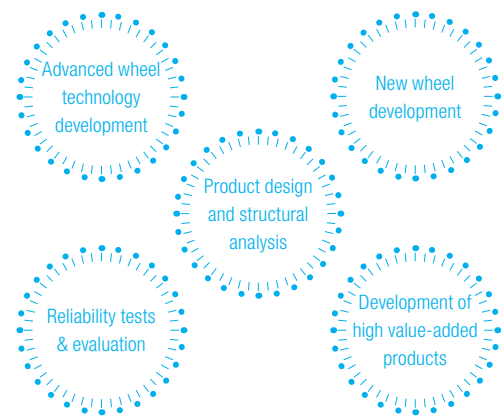 Advanced wheel
technology
development
New wheel
development
Product design
and structural
analysis
Reliability tests
& evaluation
Development of
high value-added
products